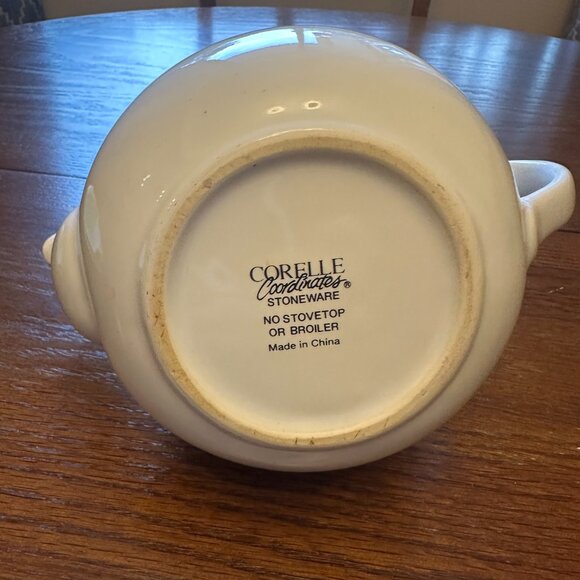 CORELLE
Coordinates®
STONEWARE
NO STOVETOP
OR BROILER
Made in China